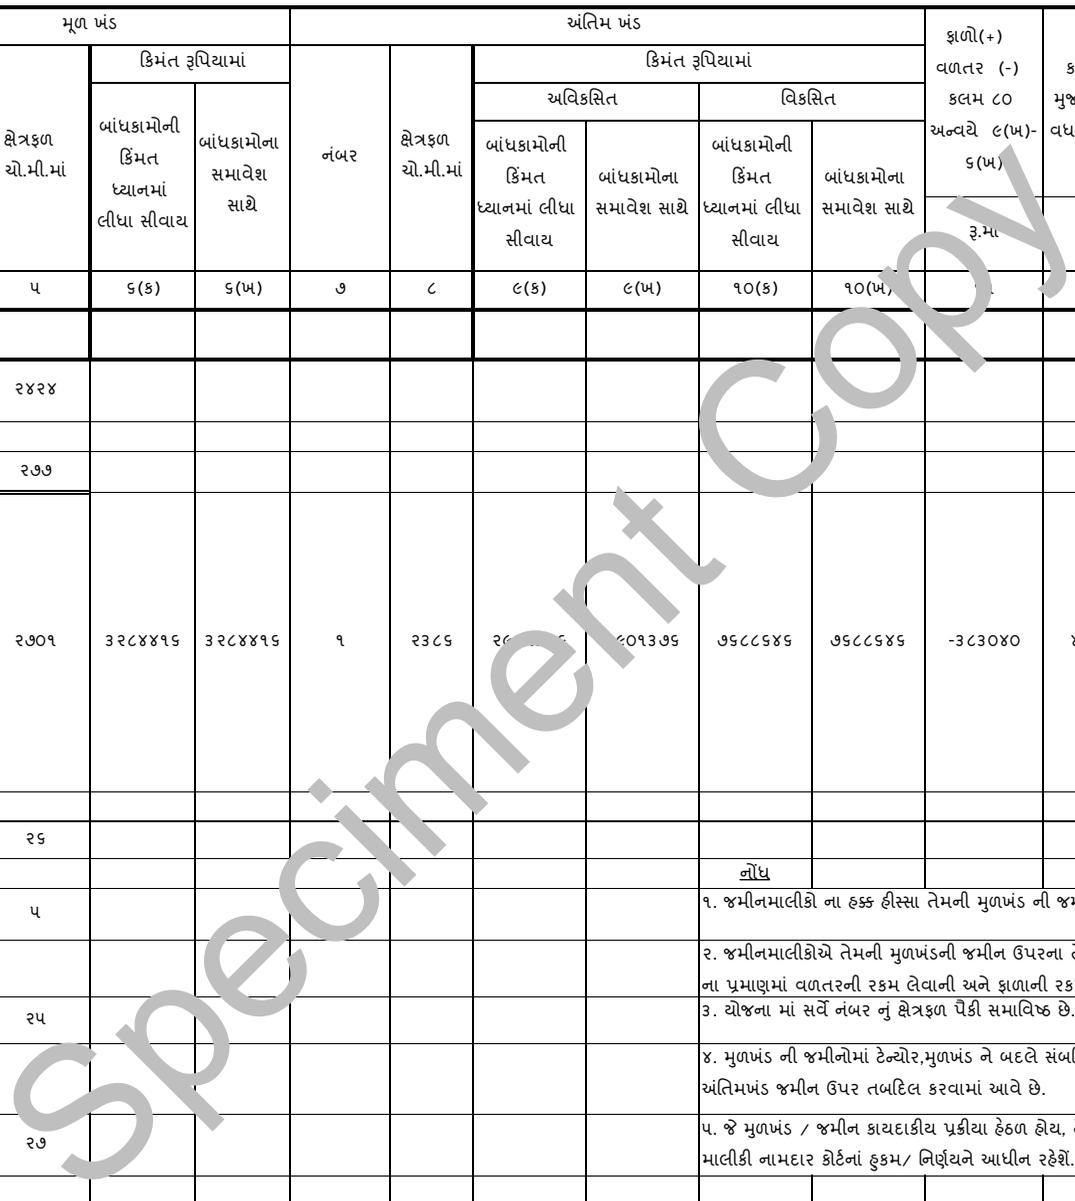 મૂળ ખંડ
અંતિમ ખંડ
ફાળો(+)
વળતર (-)
કલમ ૮૦
અન્વયે ૯(ખ)-
૬(ખ)
કિમંત રૂપિયામાં
કિમંત રૂપિયામાં
અવિકસિત
વિકસિત
ક્ષેત્રફળ
ચો.મી.માં
બાંધકામોની
કિંમત
ધ્યાનમાં
લીધા સીવાય
બાંધકામોના
સમાવેશ
સાથે
નંબર
ક્ષેત્રફળ
ચો.મી.માં
બાંધકામોની
કિંમત
ધ્યાનમાં લીધા
સીવાય
બાંધકામોના
સમાવેશ સાથે
બાંધકામોની
કિંમત
ધ્યાનમાં લીધા
સીવાય
બાંધકામોના
સમાવેશ સાથે
રૂ.માં
૫ ૬(ક) ૬(ખ) ૭ ૮ ૯(ક) ૯(ખ) ૧૦(ક) ૧૦(ખ)
૨૪૨૪
૨૭૭
૨૭૦૧ ૩૨૮૪૪૧૬ ૩૨૮૪૪૧૬ ૧ ૨૩૮૬ ૭૬૮૮૬૪૬ ૭૬૮૮૬૪૬ -૩૮૩૦૪૦
૨૬
નોંધ
૫
૧. જમીનમાલીકો ના હક્ક હીસ્સા તેમની મુળખંડ ની
૨. જમીનમાલીકોએ તેમની મુળખંડની જમીન ઉપરના
ના પ્રમાણમાં વળતરની રકમ લેવાની અને ફાળાની
૨૫
૩. યોજના માં સર્વે નંબર નું ક્ષેત્રફળ પૈકી સમાવિષ્ઠ છે.
૪. મુળખંડ ની જમીનોમાં ટેન્યોર,મુળખંડ ને બદલે
અંતિમખંડ જમીન ઉપર તબદિલ કરવામાં આવે છે.
૨૭
૫. જે મુળખંડ / જમીન કાયદાકીય પ્રક્રીયા હેઠળ હોય,
માલીકી નામદાર કોર્ટનાં હુકમ/ નિર્ણયને આધીન રહેશેં.
Speciment Copy